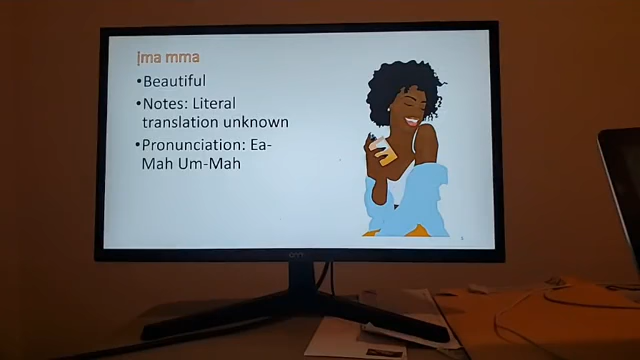 ịma mma
•Beautiful
•Notes: Literal
translation unknown
•Pronunciation: Ea-
Mah Um-Mah